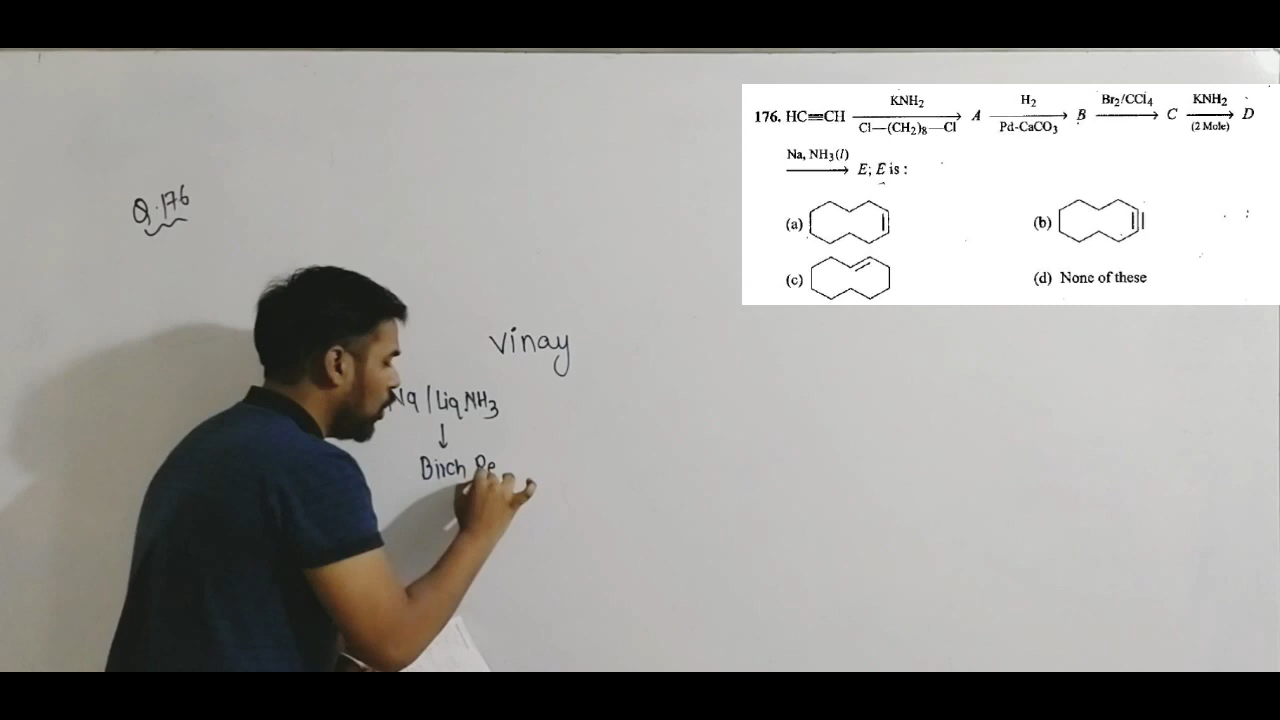 176. HC≡CH KNH2 Cl—(CH2)8—Cl A H2 Pd-CaCO3 B Br2/CCl4 C KNH2 (2 Mole) D
Na, NH3(l) E; E is :
(a) (b)
(c) (d) None of these
Q.176
vinay
Na / Liq.NH3
↓
Birch Re